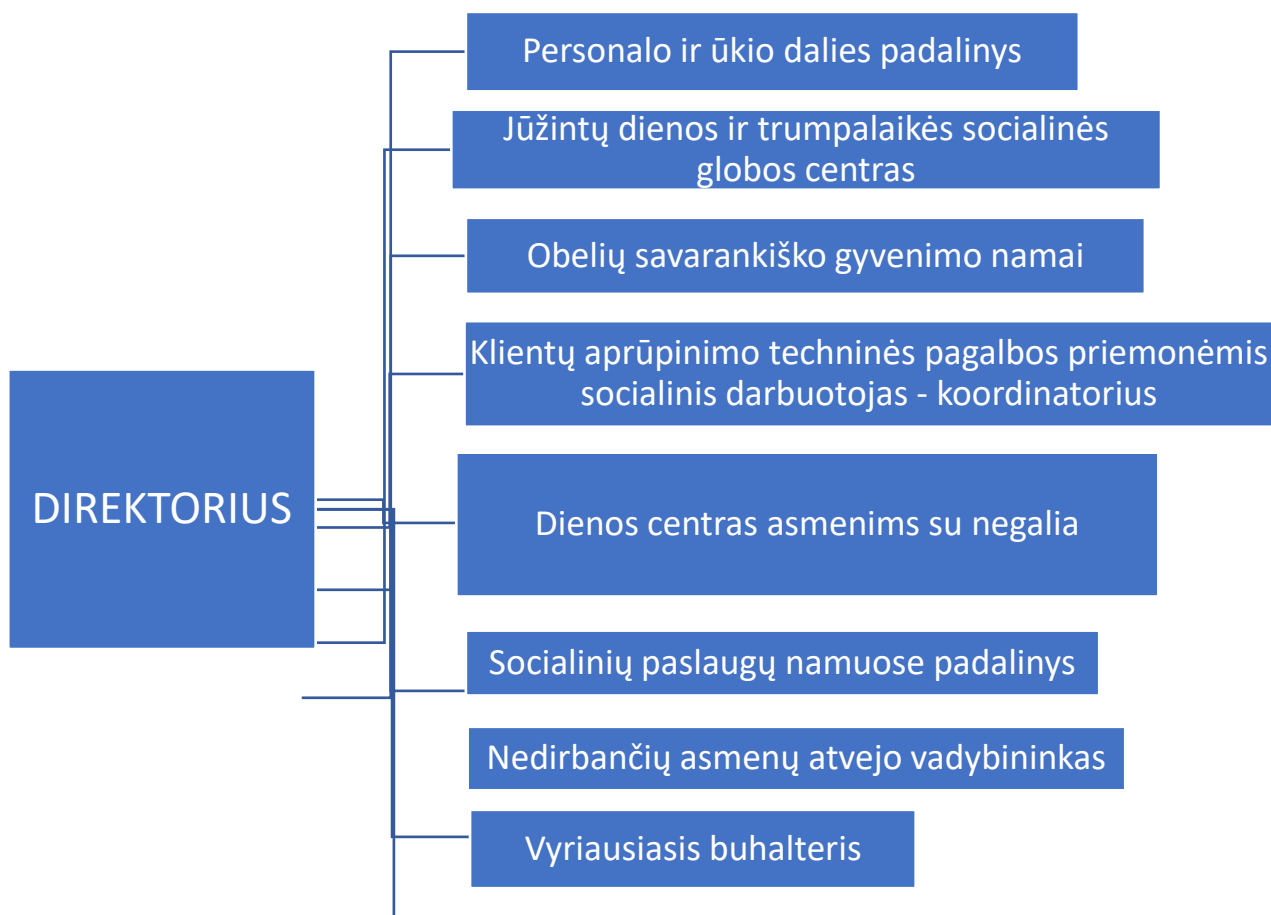 Personalo ir ūkio dalies padalinys
Jūžintų dienos ir trumpalaikės socialinės
globos centras
Obelių savarankiško gyvenimo namai
Klientų aprūpinimo techninės pagalbos priemonėmis
socialinis darbuotojas - koordinatorius
DIREKTORIUS
Dienos centras asmenims su negalia
Socialinių paslaugų namuose padalinys
Nedirbančių asmenų atvejo vadybininkas
Vyriausiasis buhalteris